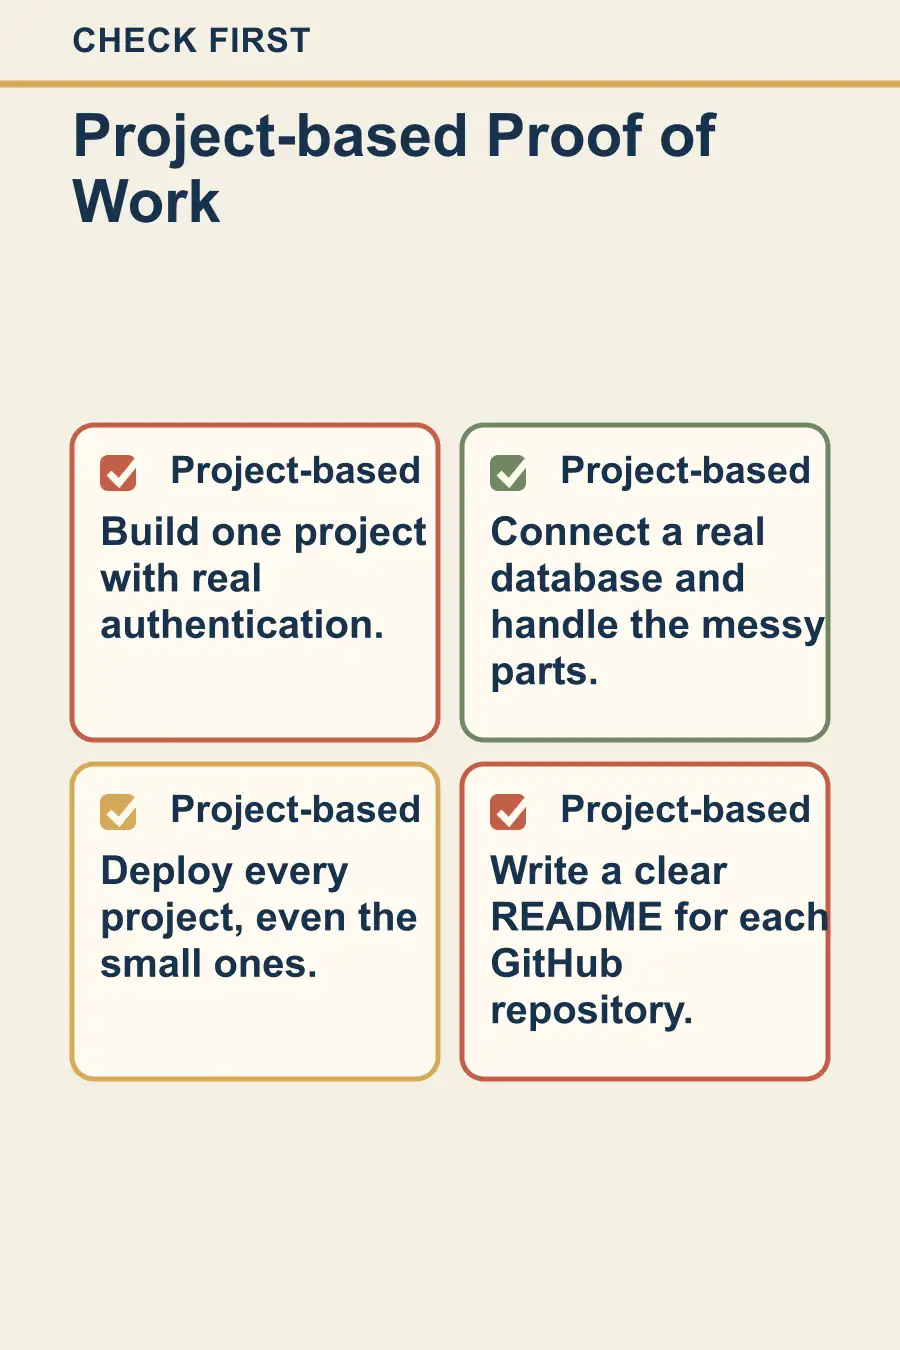 CHECK FIRST
Project-based Proof of
Work
Project-based
Build one project
with real
authentication.
Project-based
Connect a real
database and
handle the messy
parts.
Project-based
Deploy every
project, even the
small ones.
Project-based
Write a clear
README for each
GitHub
repository.